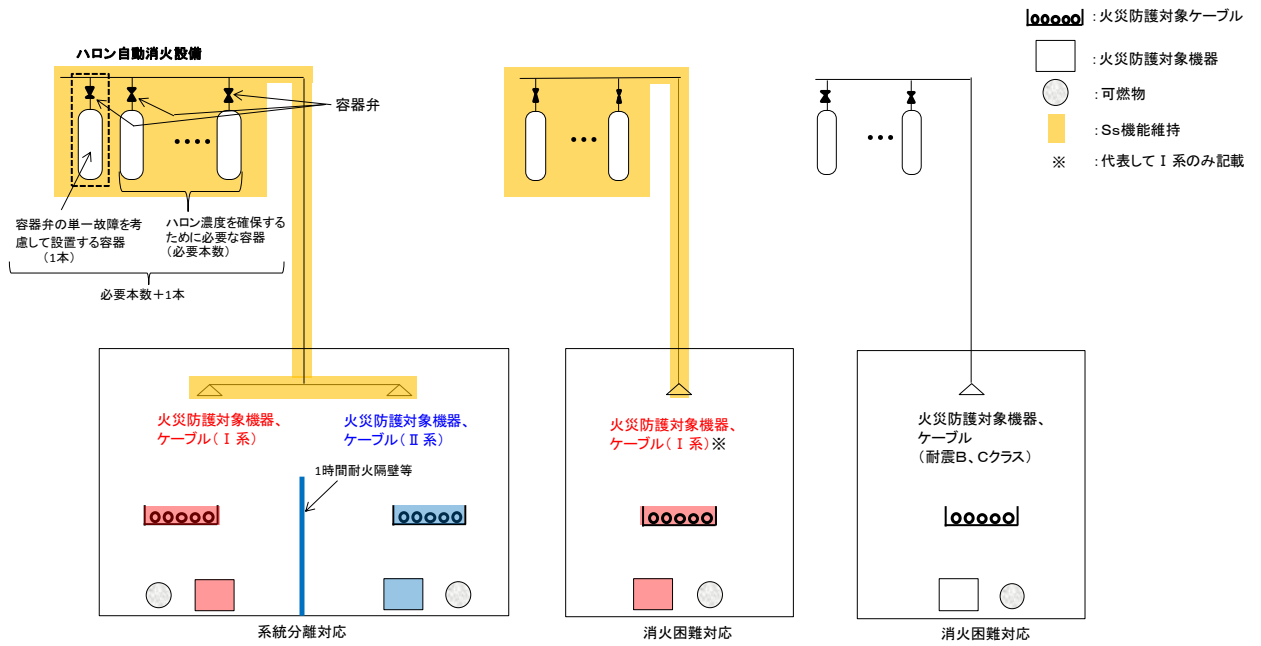 ハロン自動消火設備
容器弁
容器弁の単一故障を考
慮して設置する容器
(1本)
ハロン濃度を確保する
ために必要な容器
(必要本数)
必要本数+1本
:火災防護対象ケーブル
:火災防護対象機器
:可燃物
:Ss機能維持
※ :代表してⅠ系のみ記載
火災防護対象機器、
ケーブル(Ⅰ系)
火災防護対象機器、
ケーブル(Ⅱ系)
1時間耐火隔壁等
系統分離対応
火災防護対象機器、
ケーブル(Ⅰ系)※
消火困難対応
火災防護対象機器、
ケーブル
(耐震B、Cクラス)
消火困難対応